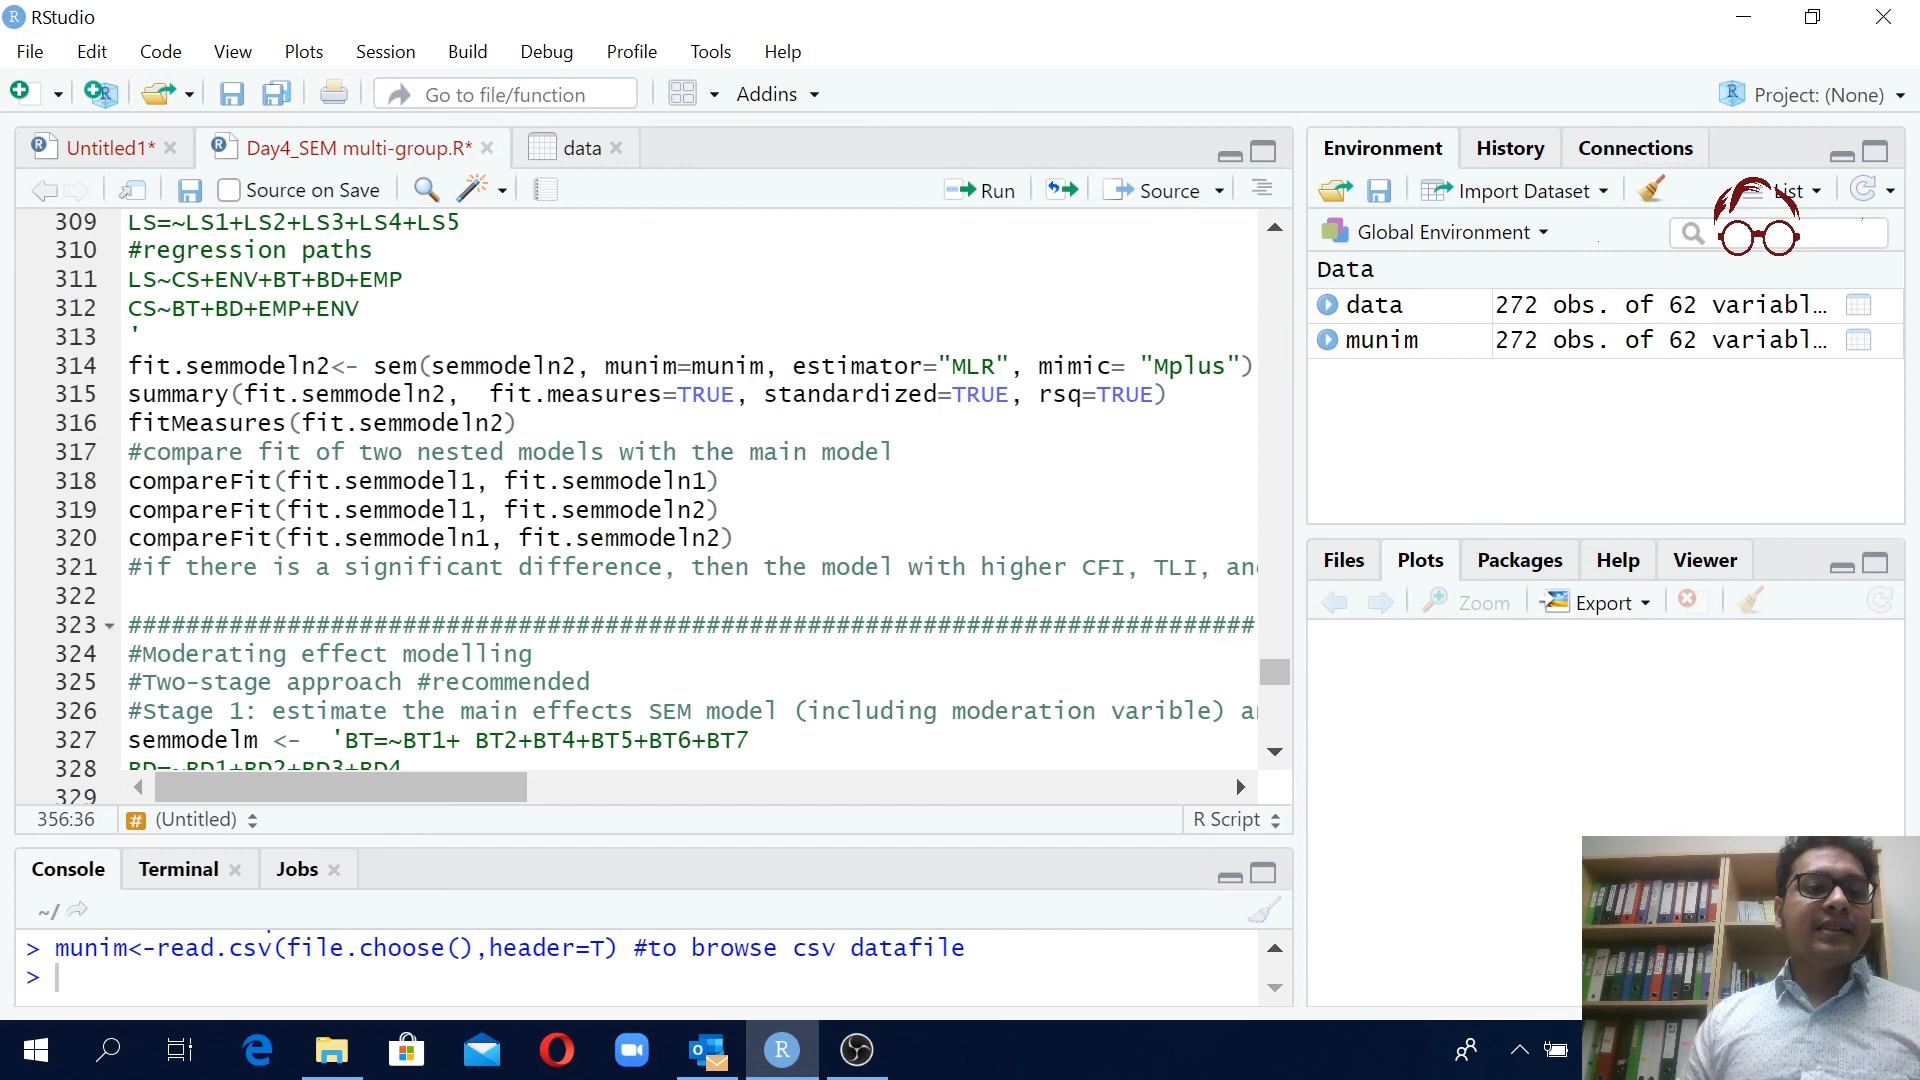 RStudio
File Edit Code View Plots Session Build Debug Profile Tools Help
Go to file/function Addins Project: (None)
Untitled1* Day4_SEM multi-group.R* data
Source on Save Run Source
309 LS=~LS1+LS2+LS3+LS4+LS5
310 #regression paths
311 LS~CS+ENV+BT+BD+EMP
312 CS~BT+BD+EMP+ENV
313 '
314 fit.semmodeln2<- sem(semmodeln2, munim=munim, estimator="MLR", mimic= "Mplus")
315 summary(fit.semmodeln2,  fit.measures=TRUE, standardized=TRUE, rsq=TRUE)
316 fitMeasures(fit.semmodeln2)
317 #compare fit of two nested models with the main model
318 compareFit(fit.semmodel1, fit.semmodeln1)
319 compareFit(fit.semmodel1, fit.semmodeln2)
320 compareFit(fit.semmodeln1, fit.semmodeln2)
321 #if there is a significant difference, then the model with higher CFI, TLI, an
322
323 ##############################################################################
324 #Moderating effect modelling
325 #Two-stage approach #recommended
326 #Stage 1: estimate the main effects SEM model (including moderation varible) a
327 semmodelm <-  'BT=~BT1+ BT2+BT4+BT5+BT6+BT7
328 BD=~BD1+BD2+BD3+BD4
329
356:36 # (Untitled) R Script
Console Terminal Jobs
~/
> munim<-read.csv(file.choose(),header=T) #to browse csv datafile
>
Environment History Connections
Import Dataset List
Global Environment
Data
data 272 obs. of 62 variabl…
munim 272 obs. of 62 variabl…
Files Plots Packages Help Viewer
Zoom Export